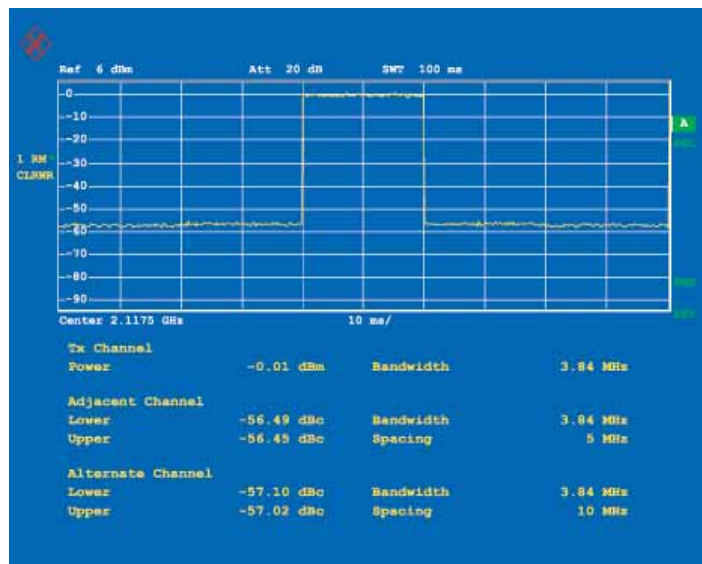 Ref 6 dBm Att 20 dB SWT 100 ms
-0
-10
A
-20
1 RM
-30
CLRWR
-40
-50
-60
-70
-80
-90
Center 2.1175 GHz 10 ms/
Tx Channel
Power -0.01 dBm Bandwidth 3.84 MHz
Adjacent Channel
Lower -56.49 dBc Bandwidth 3.84 MHz
Upper -56.45 dBc Spacing 5 MHz
Alternate Channel
Lower -57.10 dBc Bandwidth 3.84 MHz
Upper -57.02 dBc Spacing 10 MHz